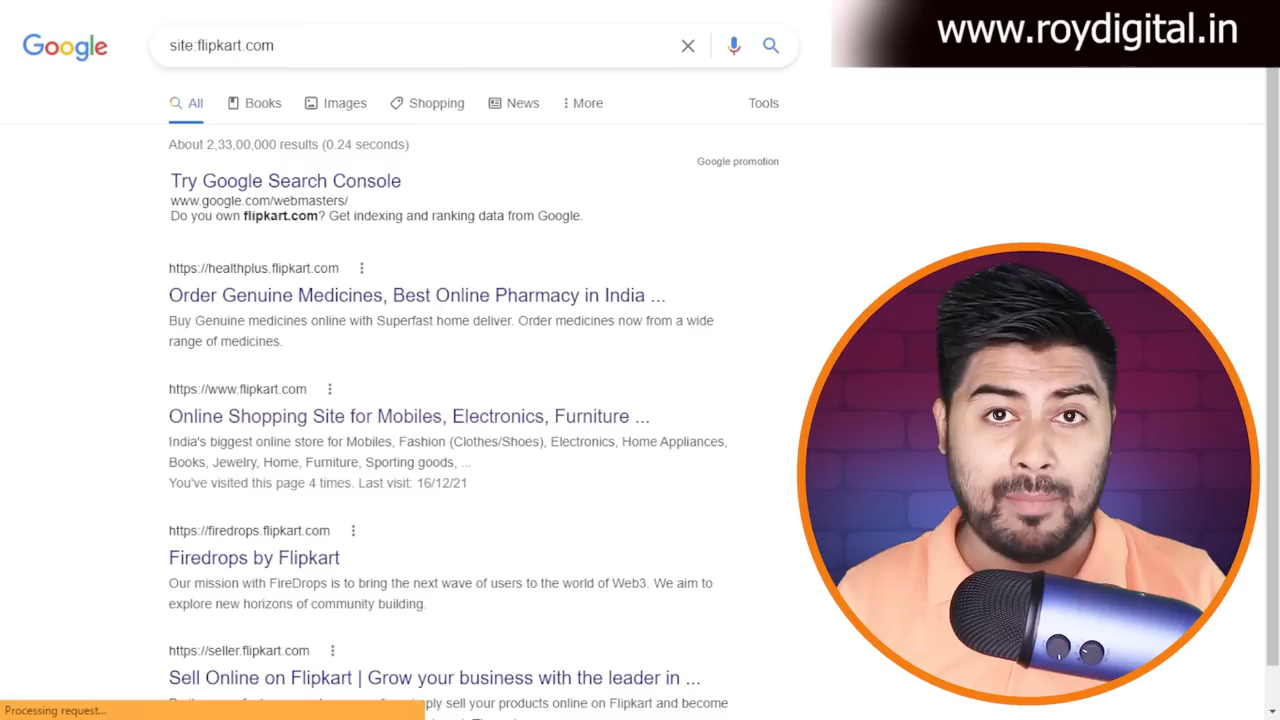 www.roydigital.in
Google
site:flipkart.com
All Books Images Shopping News More Tools
About 2,33,00,000 results (0.24 seconds)
Google promotion
Try Google Search Console
www.google.com/webmasters/
Do you own flipkart.com? Get indexing and ranking data from Google.
https://healthplus.flipkart.com
Order Genuine Medicines, Best Online Pharmacy in India ...
Buy Genuine medicines online with Superfast home deliver. Order medicines now from a wide
range of medicines.
https://www.flipkart.com
Online Shopping Site for Mobiles, Electronics, Furniture ...
India's biggest online store for Mobiles, Fashion (Clothes/Shoes), Electronics, Home Appliances,
Books, Jewelry, Home, Furniture, Sporting goods, ...
You've visited this page 4 times. Last visit: 16/12/21
https://firedrops.flipkart.com
Firedrops by Flipkart
Our mission with FireDrops is to bring the next wave of users to the world of Web3. We aim to
explore new horizons of community building.
https://seller.flipkart.com
Sell Online on Flipkart | Grow your business with the leader in ...
sell your products online on Flipkart and become
Processing request...